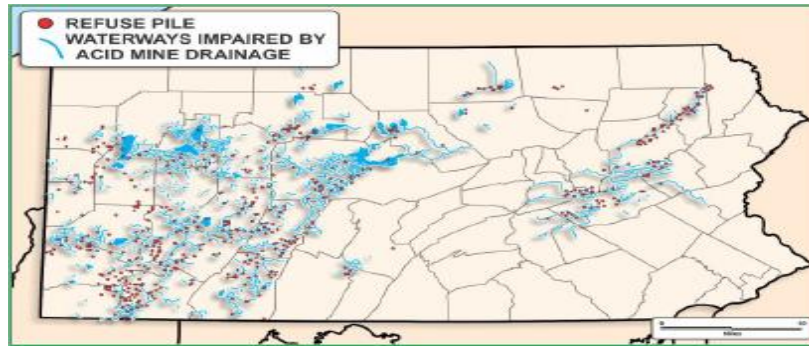 REFUSE PILE
WATERWAYS IMPAIRED BY
ACID MINE DRAINAGE